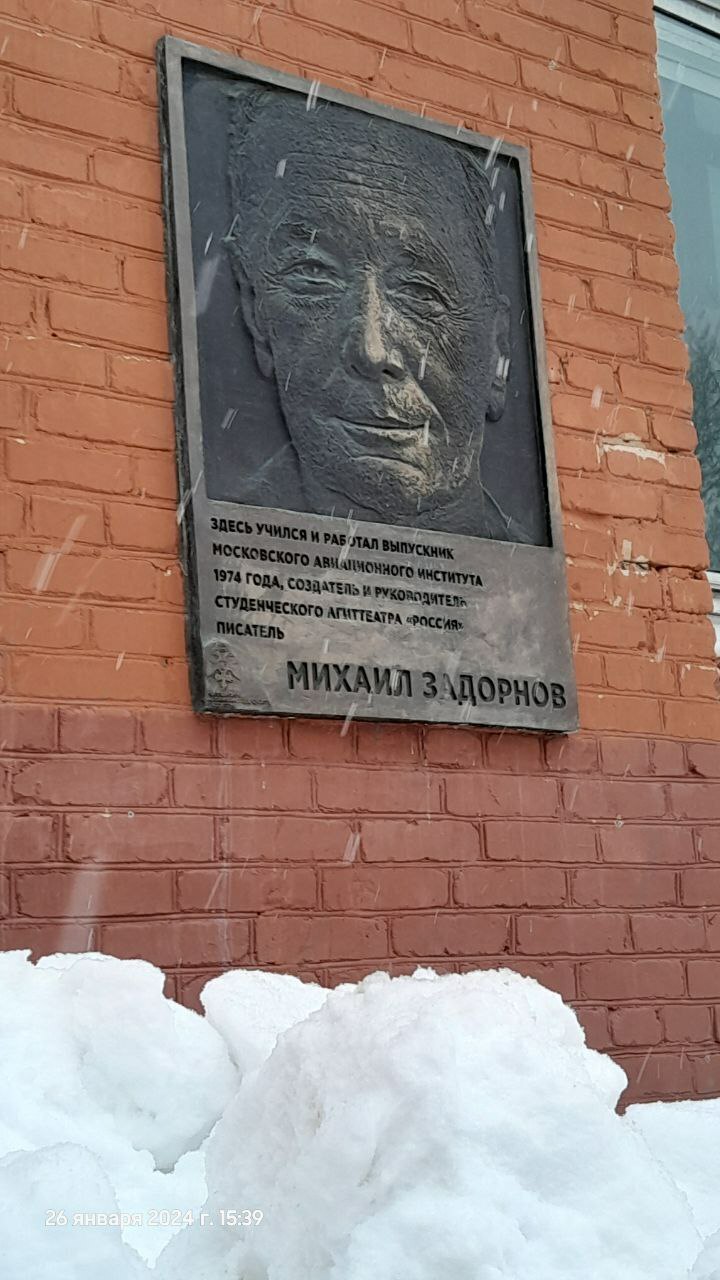 ЗДЕСЬ УЧИЛСЯ И РАБОТАЛ ВЫПУСКНИК
МОСКОВСКОГО АВИАЦИОННОГО ИНСТИТУТА
1974 ГОДА, СОЗДАТЕЛЬ И РУКОВОДИТЕЛЬ
СТУДЕНЧЕСКОГО АГИТТЕАТРА «РОССИЯ»
ПИСАТЕЛЬ
МИХАИЛ ЗАДОРНОВ
26 января 2024 г. 15:39